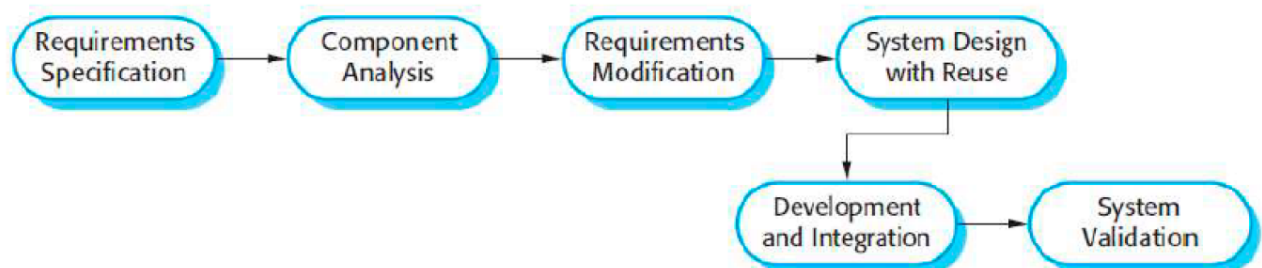 Requirements
Specification
Component
Analysis
Requirements
Modification
System Design
with Reuse
Development
and Integration
System
Validation